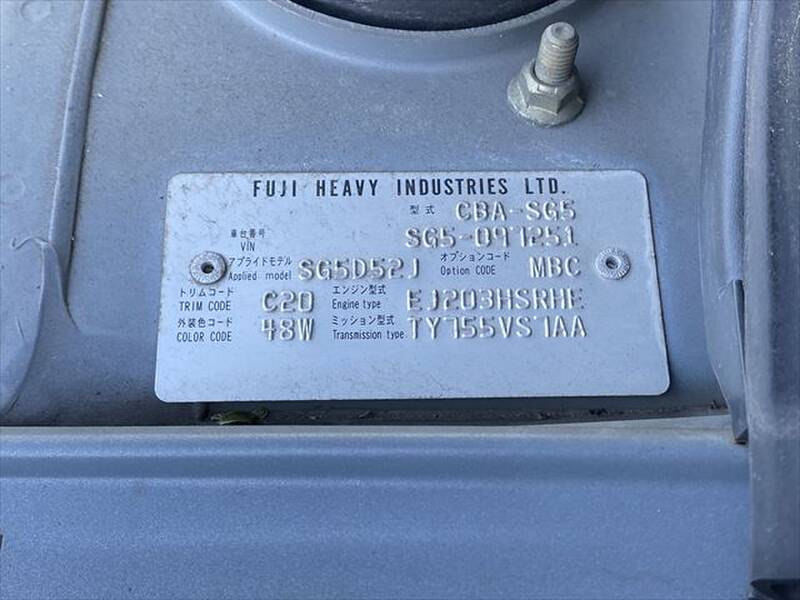 FUJI HEAVY INDUSTRIES LTD.
型式 CBA-SG5
車台番号 VIN SG5-097251
アプライドモデル Applied model SG5D52J オプションコード Option CODE MBC
トリムコード TRIM CODE C20 エンジン型式 Engine type EJ203HSRHE
外装色コード COLOR CODE 48W ミッション型式 Transmission type TY755VS7AA